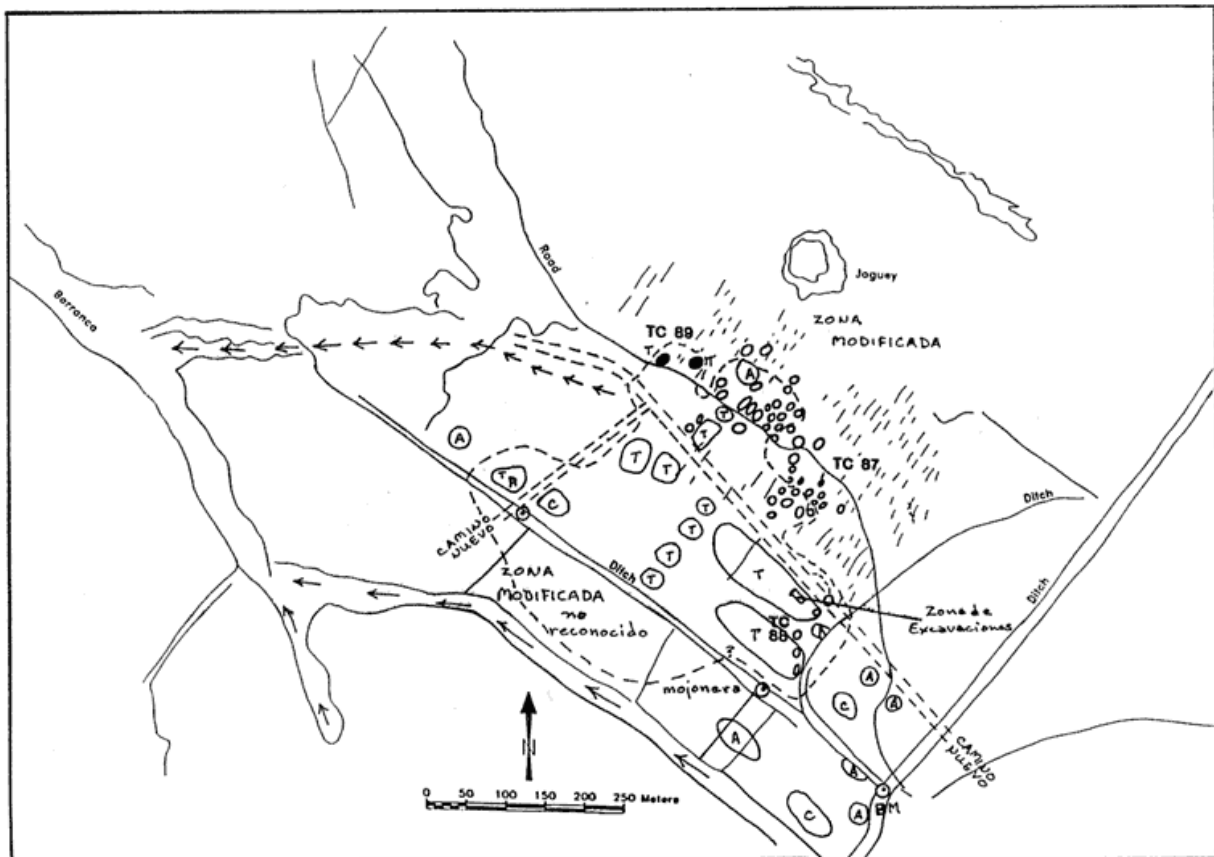 Road
Barranca
Jaguey
ZONA
MODIFICADA
TC 89
T
π
A
T
T
TC 87
A
T
A
C
T
T
Ditch
Ditch
CAMINO
NUEVO
T
T
T
T
Ditch
ZONA
MODIFICADA
no
reconocido
T
Zona de
Excavaciones
TC
88
T
A
?
A
A
C
mojonera
N
A
CAMINO
NUEVO
A
C
A
BM
0 50 100 150 200 250 Meters